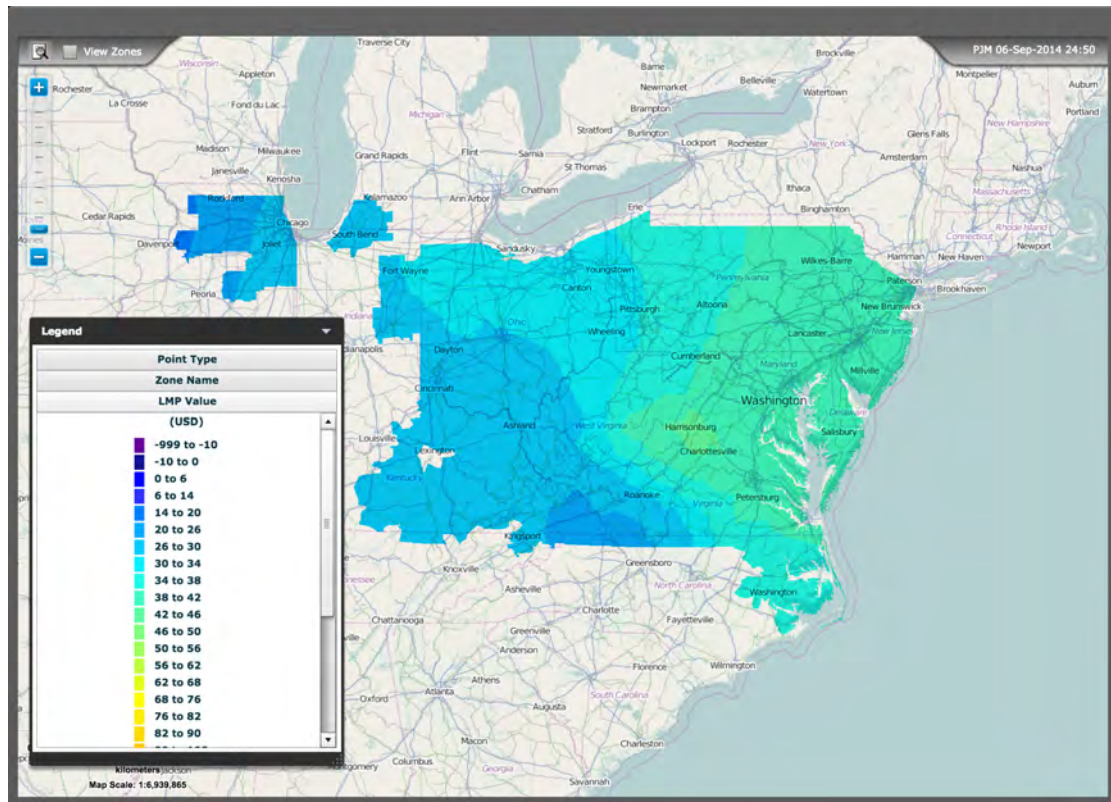 View Zones
PJM 06-Sep-2014 24:50
Traverse City
Brockville
Wisconsin
Appleton
Barrie
Newmarket
Belleville
Montpelier
Auburn
Rochester
Watertown
La Crosse
Fond du Lac
Michigan
Brampton
Portland
Stratford
Burlington
Glens Falls
New Hampshire
Madison
Milwaukee
Grand Rapids
Flint
Sarnia
Lockport
Rochester
New York
Amsterdam
Janesville
St Thomas
Nashua
Kenosha
Kalamazoo
Ann Arbor
Chatham
Ithaca
Massachusetts
Rockford
Erie
Binghamton
Cedar Rapids
Chicago
Rhode Island
South Bend
Connecticut
Davenport
Joliet
Sandusky
Newport
Fort Wayne
Youngstown
Wilkes-Barre
Hamman
New Haven
Peoria
Canton
Pennsylvania
Paterson
Brookhaven
Pittsburgh
Altoona
New Brunswick
Indiana
Ohio
Wheeling
Lancaster
New Jersey
dianapolis
Dayton
Cumberland
Maryland
Millville
Cincinnati
Washington
Delaware
Ashland
West Virginia
Harrisonburg
Salisbury
Louisville
Lexington
Charlottesville
Kentucky
Roanoke
Virginia
Petersburg
Kingsport
Greensboro
Knoxville
nnessee
Asheville
North Carolina
Washington
Charlotte
Chattanooga
Fayetteville
ville
Greenville
Anderson
Florence
Wilmington
Athens
Oxford
Atlanta
South Carolina
Augusta
Macon
Charleston
Columbus
tgomery
Georgia
Savannah
Legend
Point Type
Zone Name
LMP Value
(USD)
-999 to -10
-10 to 0
0 to 6
6 to 14
14 to 20
20 to 26
26 to 30
30 to 34
34 to 38
38 to 42
42 to 46
46 to 50
50 to 56
56 to 62
62 to 68
68 to 76
76 to 82
82 to 90
kilometers
Jackson
Map Scale: 1:6,939,865